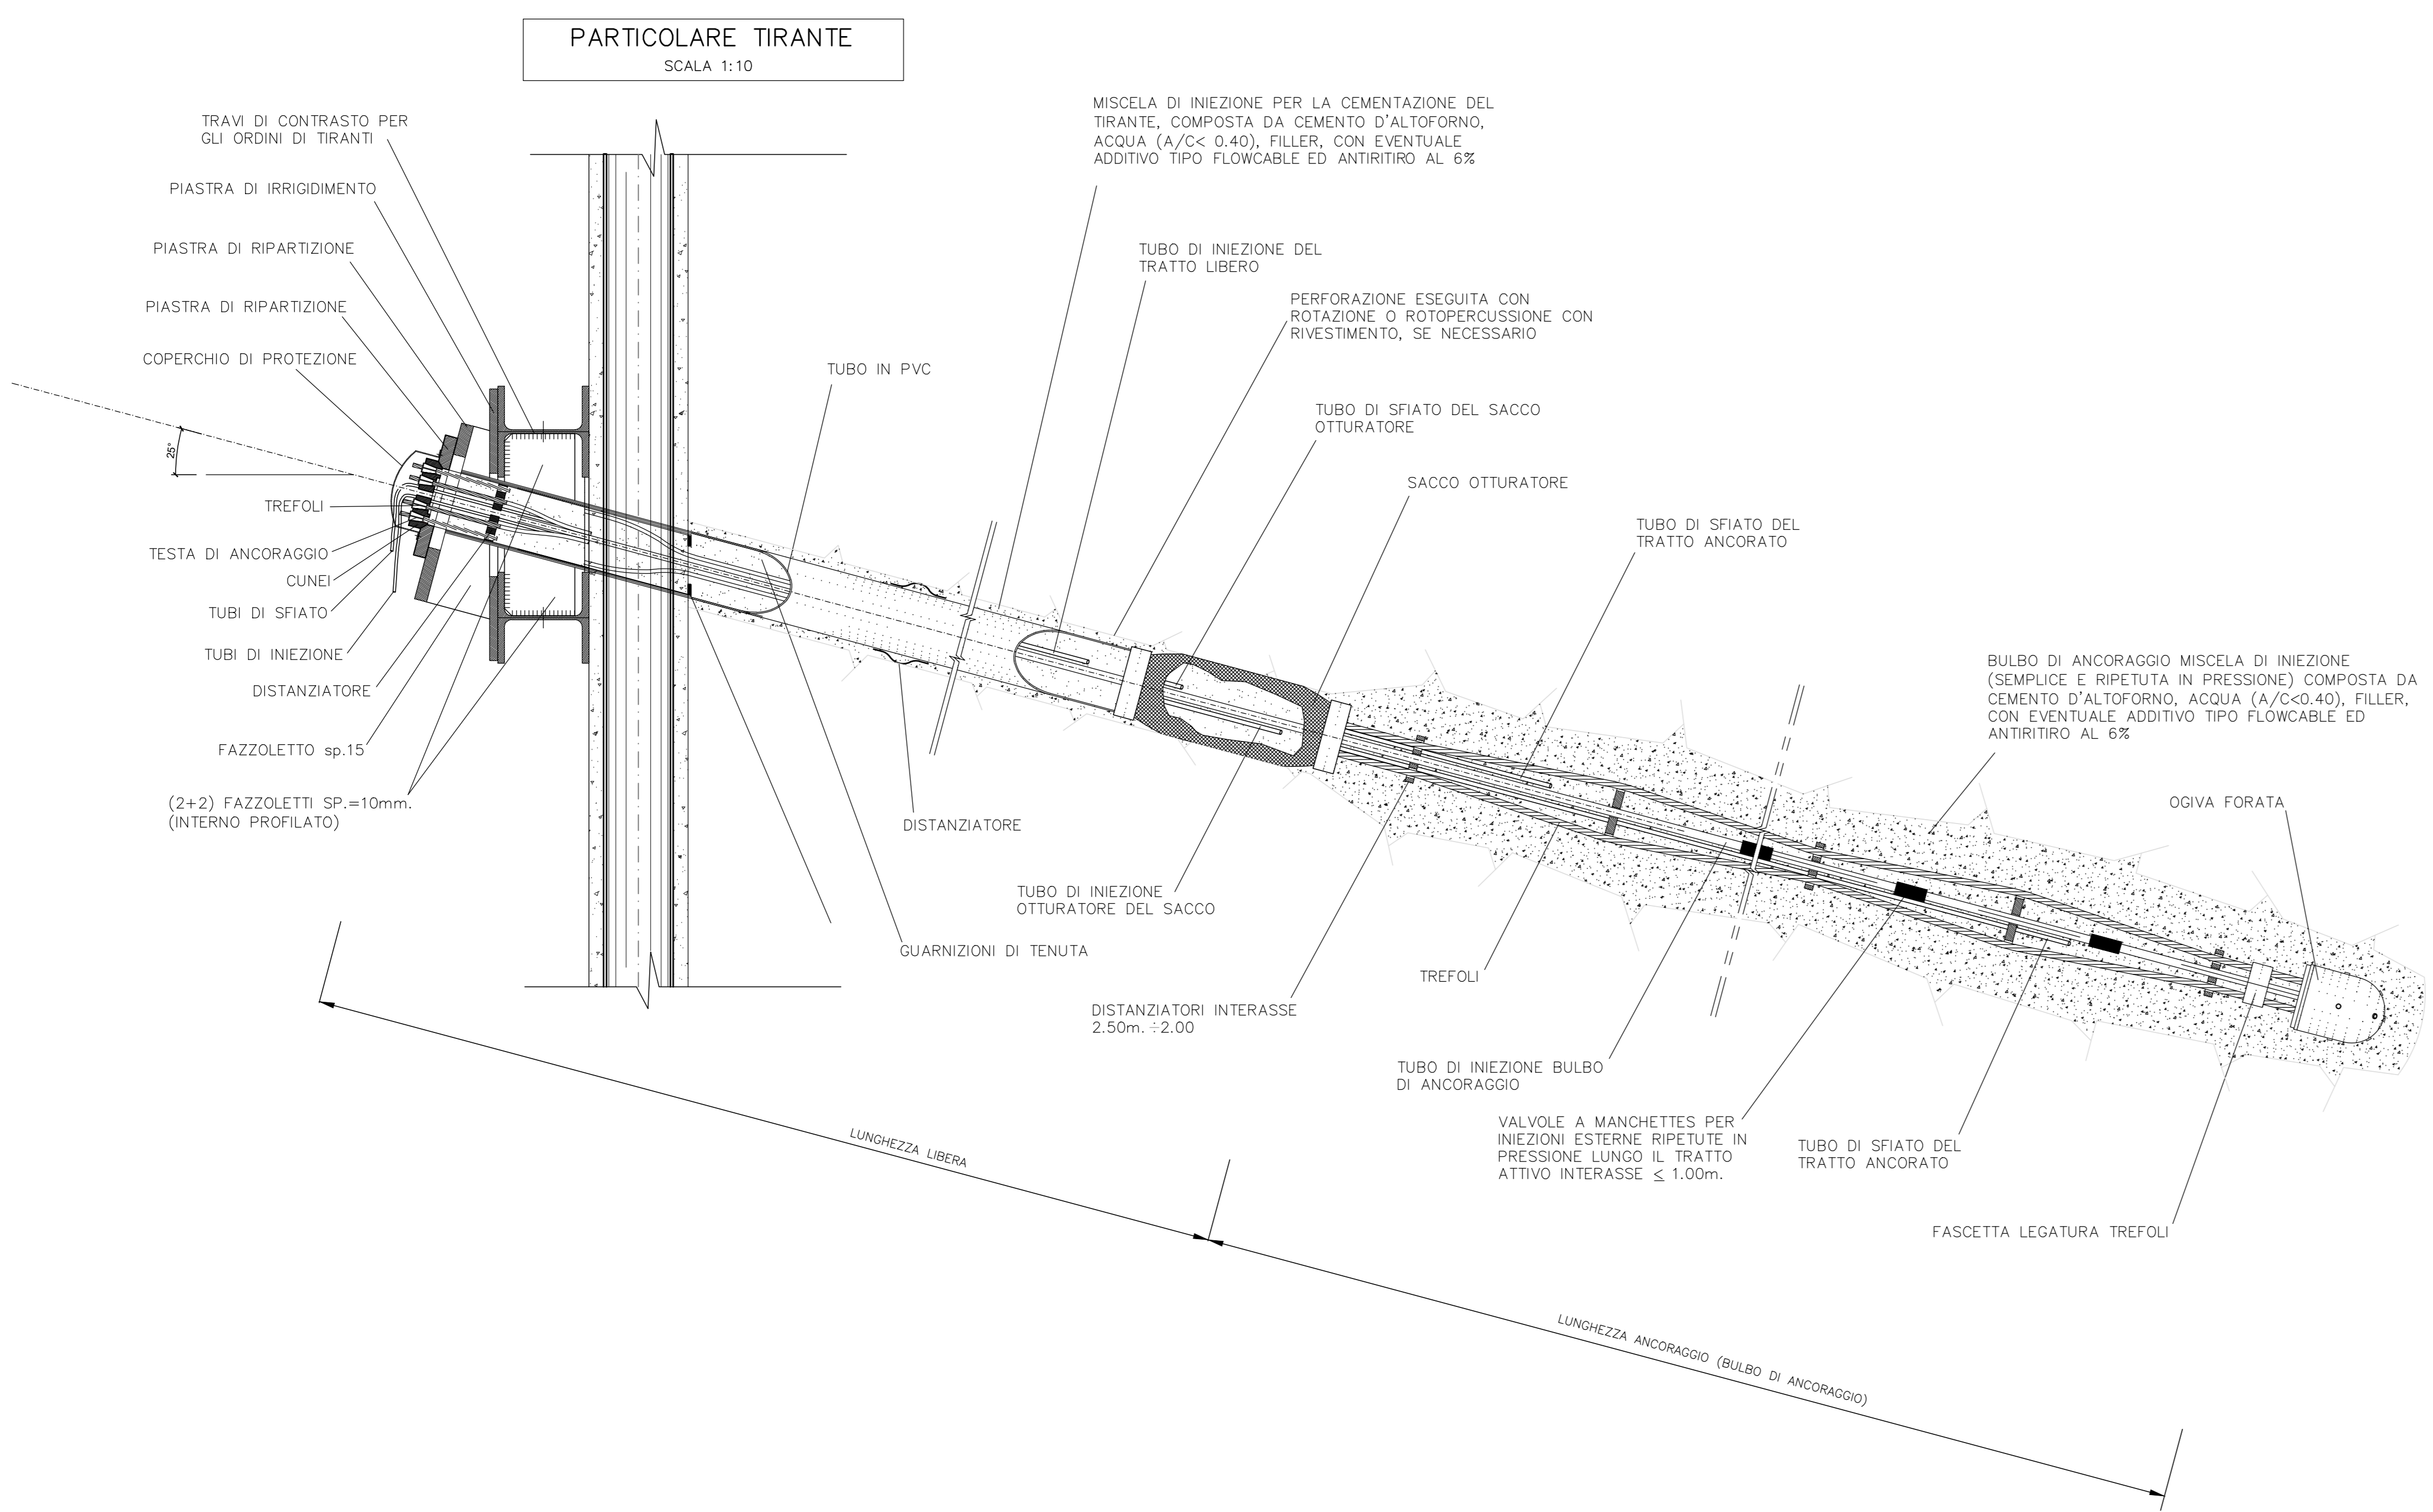 PARTICOLARE TIRANTE
SCALA 1:10
TRAVI DI CONTRASTO PER
GLI ORDINI DI TIRANTI
PIASTRA DI IRRIGIDIMENTO
PIASTRA DI RIPARTIZIONE
PIASTRA DI RIPARTIZIONE
COPERCHIO DI PROTEZIONE
25°
TREFOLI
TESTA DI ANCORAGGIO
CUNEI
TUBI DI SFIATO
TUBI DI INIEZIONE
DISTANZIATORE
FAZZOLETTO sp.15
(2+2) FAZZOLETTI SP.=10mm.
(INTERNO PROFILATO)
MISCELA DI INIEZIONE PER LA CEMENTAZIONE DEL
TIRANTE, COMPOSTA DA CEMENTO D'ALTOFORNO,
ACQUA (A/C< 0.40), FILLER, CON EVENTUALE
ADDITIVO TIPO FLOWCABLE ED ANTIRITIRO AL 6%
TUBO DI INIEZIONE DEL
TRATTO LIBERO
PERFORAZIONE ESEGUITA CON
ROTAZIONE O ROTOPERCUSSIONE CON
RIVESTIMENTO, SE NECESSARIO
TUBO IN PVC
TUBO DI SFIATO DEL SACCO
OTTURATORE
SACCO OTTURATORE
TUBO DI SFIATO DEL
TRATTO ANCORATO
BULBO DI ANCORAGGIO MISCELA DI INIEZIONE
(SEMPLICE E RIPETUTA IN PRESSIONE) COMPOSTA DA
CEMENTO D'ALTOFORNO, ACQUA (A/C<0.40), FILLER,
CON EVENTUALE ADDITIVO TIPO FLOWCABLE ED
ANTIRITIRO AL 6%
OGIVA FORATA
DISTANZIATORE
TUBO DI INIEZIONE
OTTURATORE DEL SACCO
GUARNIZIONI DI TENUTA
TREFOLI
DISTANZIATORI INTERASSE
2.50m.÷2.00
TUBO DI INIEZIONE BULBO
DI ANCORAGGIO
VALVOLE A MANCHETTES PER
INIEZIONI ESTERNE RIPETUTE IN
PRESSIONE LUNGO IL TRATTO
ATTIVO INTERASSE ≤ 1.00m.
TUBO DI SFIATO DEL
TRATTO ANCORATO
FASCETTA LEGATURA TREFOLI
LUNGHEZZA LIBERA
LUNGHEZZA ANCORAGGIO (BULBO DI ANCORAGGIO)